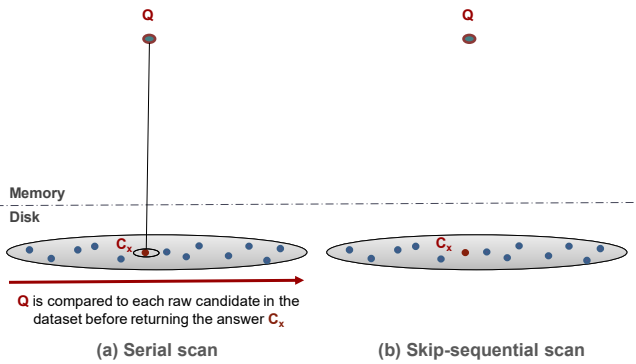 Q
Q
Memory
Disk
Cx
Cx
Q is compared to each raw candidate in the
dataset before returning the answer Cx
(a) Serial scan
(b) Skip-sequential scan